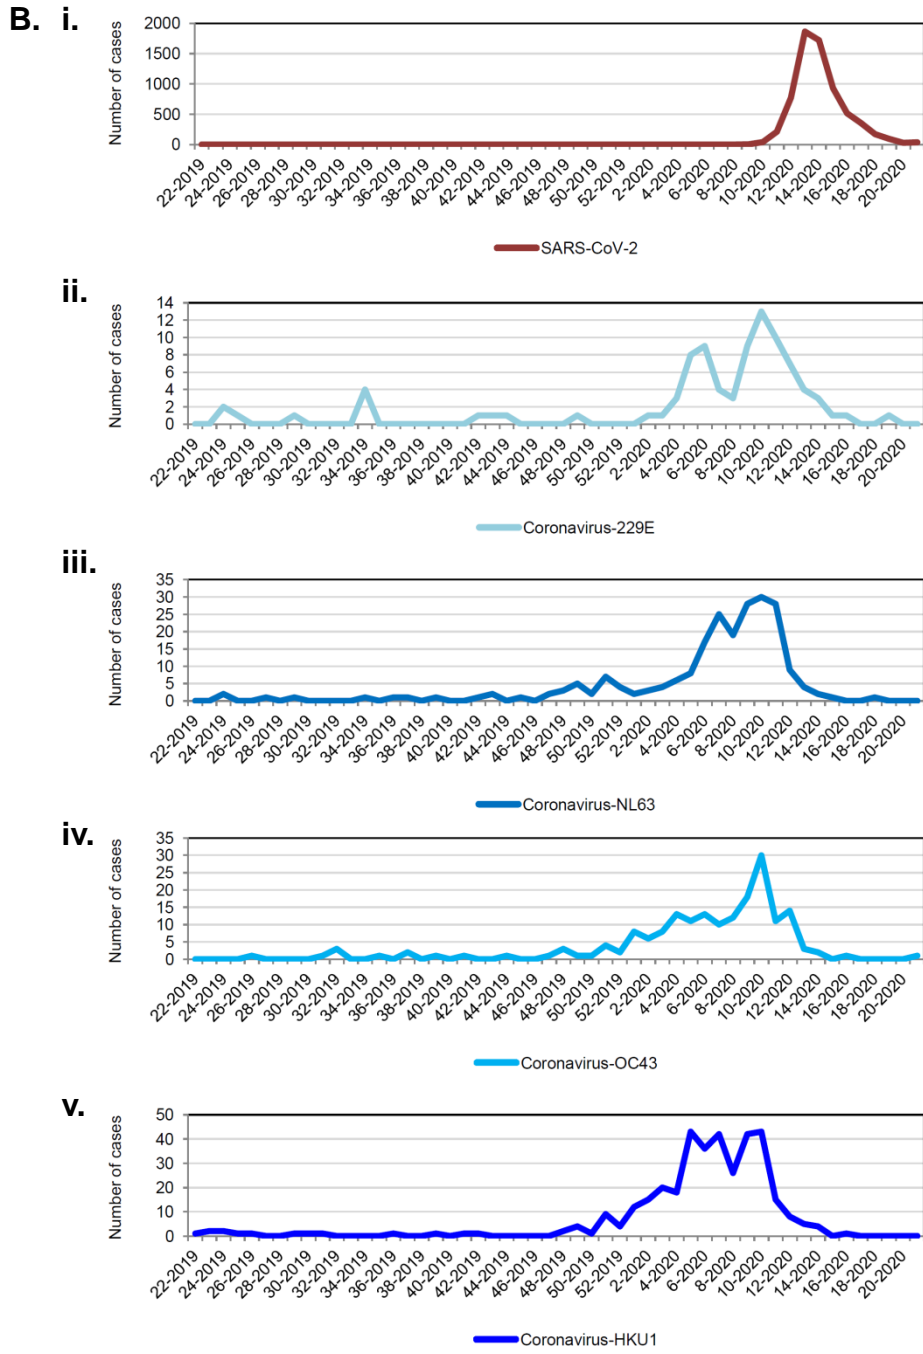 B. i.
Number of cases
2000
1500
1000
500
0
22-2019 24-2019 26-2019 28-2019 30-2019 32-2019 34-2019 36-2019 38-2019 40-2019 42-2019 44-2019 46-2019 48-2019 50-2019 52-2019 2-2020 4-2020 6-2020 8-2020 10-2020 12-2020 14-2020 16-2020 18-2020 20-2020
SARS-CoV-2
ii.
Number of cases
14
12
10
8
6
4
2
0
22-2019 24-2019 26-2019 28-2019 30-2019 32-2019 34-2019 36-2019 38-2019 40-2019 42-2019 44-2019 46-2019 48-2019 50-2019 52-2019 2-2020 4-2020 6-2020 8-2020 10-2020 12-2020 14-2020 16-2020 18-2020 20-2020
Coronavirus-229E
iii.
Number of cases
35
30
25
20
15
10
5
0
22-2019 24-2019 26-2019 28-2019 30-2019 32-2019 34-2019 36-2019 38-2019 40-2019 42-2019 44-2019 46-2019 48-2019 50-2019 52-2019 2-2020 4-2020 6-2020 8-2020 10-2020 12-2020 14-2020 16-2020 18-2020 20-2020
Coronavirus-NL63
iv.
Number of cases
35
30
25
20
15
10
5
0
22-2019 24-2019 26-2019 28-2019 30-2019 32-2019 34-2019 36-2019 38-2019 40-2019 42-2019 44-2019 46-2019 48-2019 50-2019 52-2019 2-2020 4-2020 6-2020 8-2020 10-2020 12-2020 14-2020 16-2020 18-2020 20-2020
Coronavirus-OC43
v.
Number of cases
50
40
30
20
10
0
22-2019 24-2019 26-2019 28-2019 30-2019 32-2019 34-2019 36-2019 38-2019 40-2019 42-2019 44-2019 46-2019 48-2019 50-2019 52-2019 2-2020 4-2020 6-2020 8-2020 10-2020 12-2020 14-2020 16-2020 18-2020 20-2020
Coronavirus-HKU1